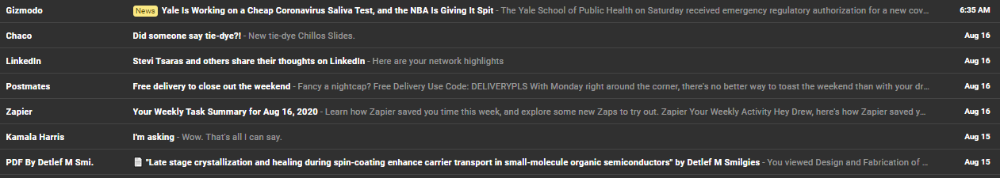 Gizmodo News Yale Is Working on a Cheap Coronavirus Saliva Test, and the NBA Is Giving It Spit - The Yale School of Public Health on Saturday received emergency regulatory authorization for a new cov... 6:35 AM
Chaco Did someone say tie-dye?! - New tie-dye Chillos Slides. Aug 16
LinkedIn Stevi Tsaras and others share their thoughts on LinkedIn - Here are your network highlights Aug 16
Postmates Free delivery to close out the weekend - Fancy a nightcap? Free Delivery Use Code: DELIVERYPLS With Monday right around the corner, there's no better way to toast the weekend than with your dr... Aug 16
Zapier Your Weekly Task Summary for Aug 16, 2020 - Learn how Zapier saved you time this week, and explore some new Zaps to try out. Zapier Your Weekly Activity Hey Drew, here's how Zapier saved y... Aug 16
Kamala Harris I'm asking - Wow. That's all I can say. Aug 15
PDF By Detlef M Smi. "Late stage crystallization and healing during spin-coating enhance carrier transport in small-molecule organic semiconductors" by Detlef M Smilgies - You viewed Design and Fabrication of ... Aug 15